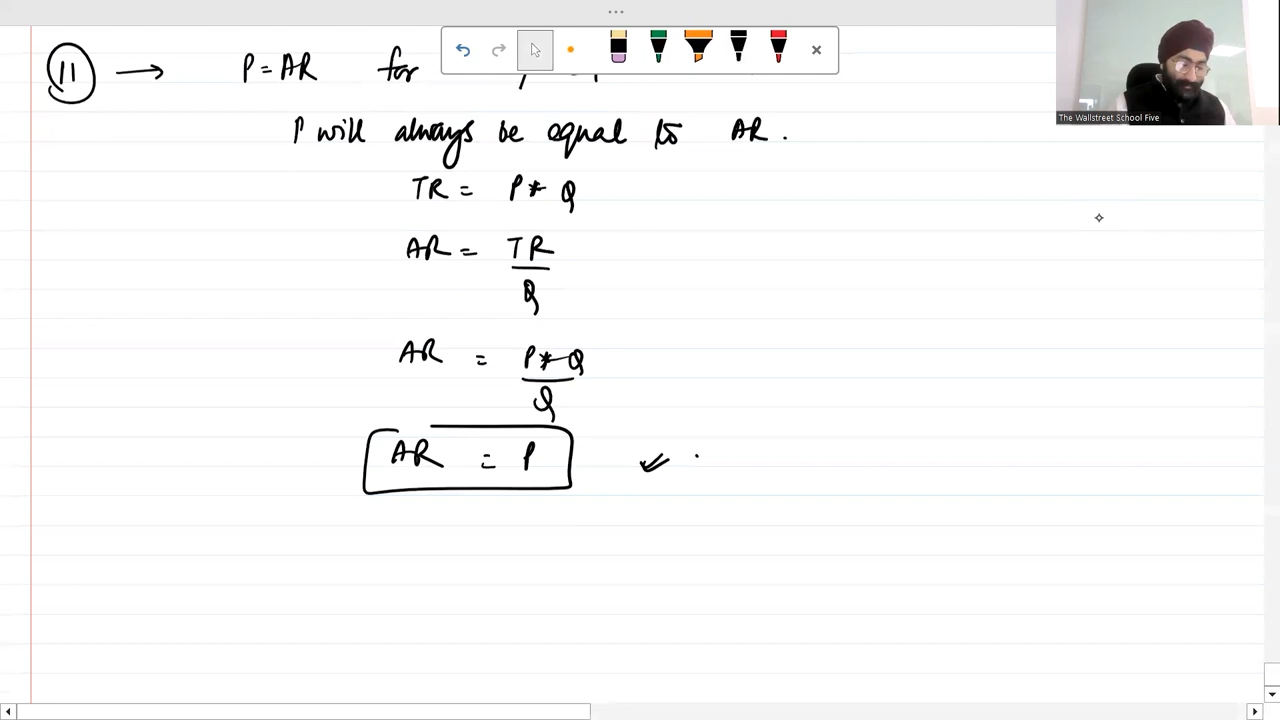 11 → P = AR for
P will always be equal to AR.
TR = P * Q
AR = TR
Q
AR = P * Q
Q
AR = P
The Wallstreet School Five